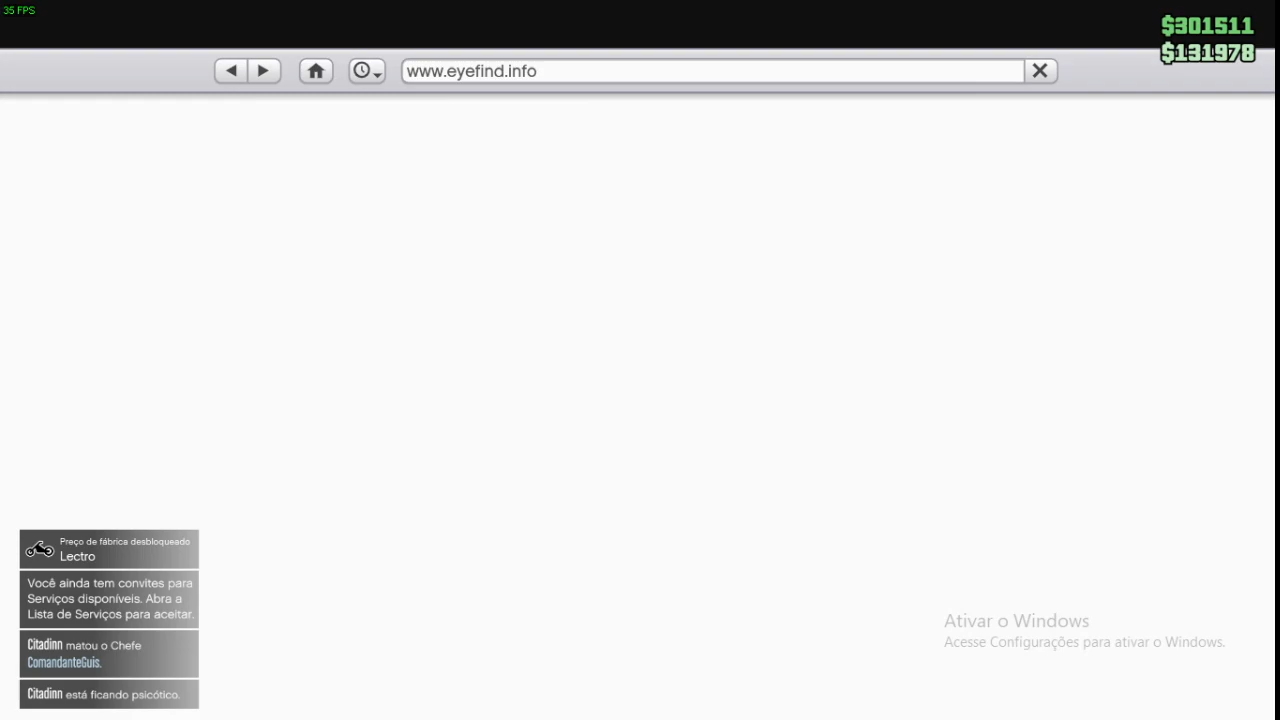 35 FPS
$301511
$131978
www.eyefind.info
Preço de fábrica desbloqueado
Lectro
Você ainda tem convites para
Serviços disponíveis. Abra a
Lista de Serviços para aceitar.
Citadinn matou o Chefe
ComandanteGuis.
Citadinn está ficando psicótico.
Ativar o Windows
Acesse Configurações para ativar o Windows.